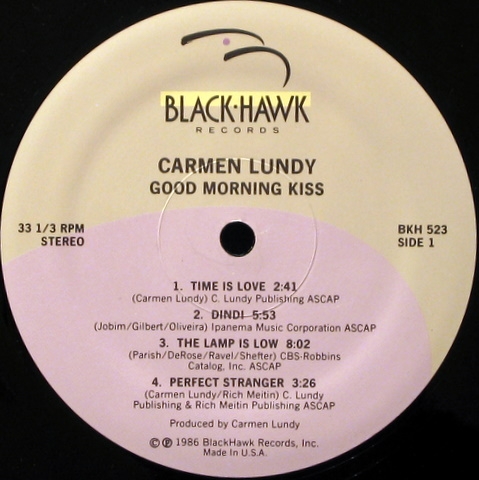 BLACK·HAWK
RECORDS
CARMEN LUNDY
GOOD MORNING KISS
33 1/3 RPM
STEREO
BKH 523
SIDE 1
1. TIME IS LOVE 2:41
(Carmen Lundy) C. Lundy Publishing ASCAP
2. DINDI 5:53
(Jobim/Gilbert/Oliveira) Ipanema Music Corporation ASCAP
3. THE LAMP IS LOW 8:02
(Parish/DeRose/Ravel/Shefter) CBS-Robbins
Catalog, Inc. ASCAP
4. PERFECT STRANGER 3:26
(Carmen Lundy/Rich Meitin) C. Lundy
Publishing & Rich Meitin Publishing ASCAP
Produced by Carmen Lundy
© ℗ 1986 BlackHawk Records, Inc.
Made In U.S.A.